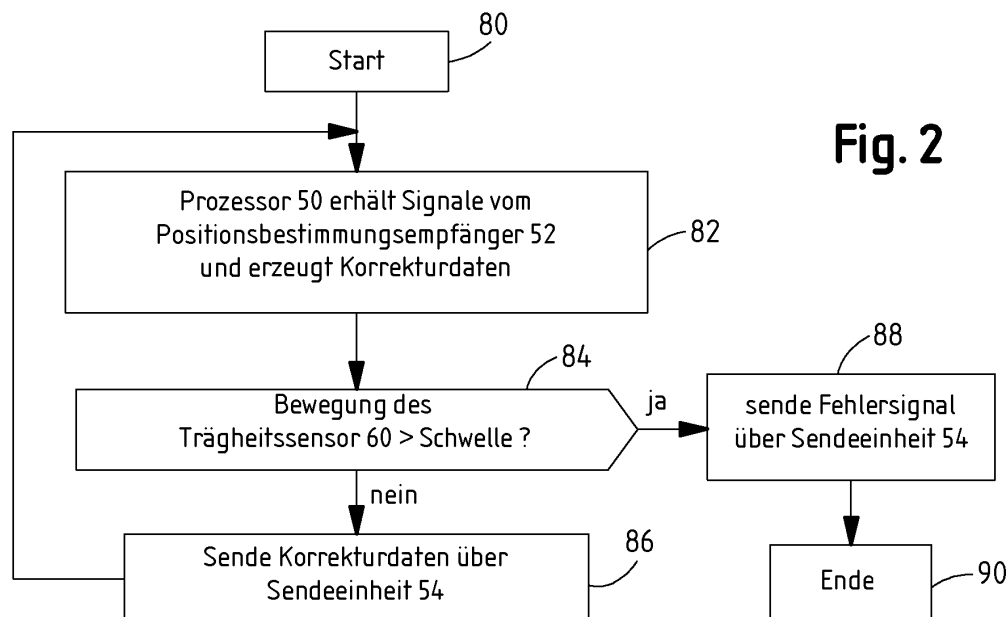 80
Start
Fig. 2
Prozessor 50 erhält Signale vom
Positionsbestimmungsempfänger 52
und erzeugt Korrekturdaten
82
84
Bewegung des
Trägheitssensor 60 > Schwelle ?
ja
88
sende Fehlersignal
über Sendeeinheit 54
nein
Sende Korrekturdaten über
Sendeeinheit 54
86
Ende
90